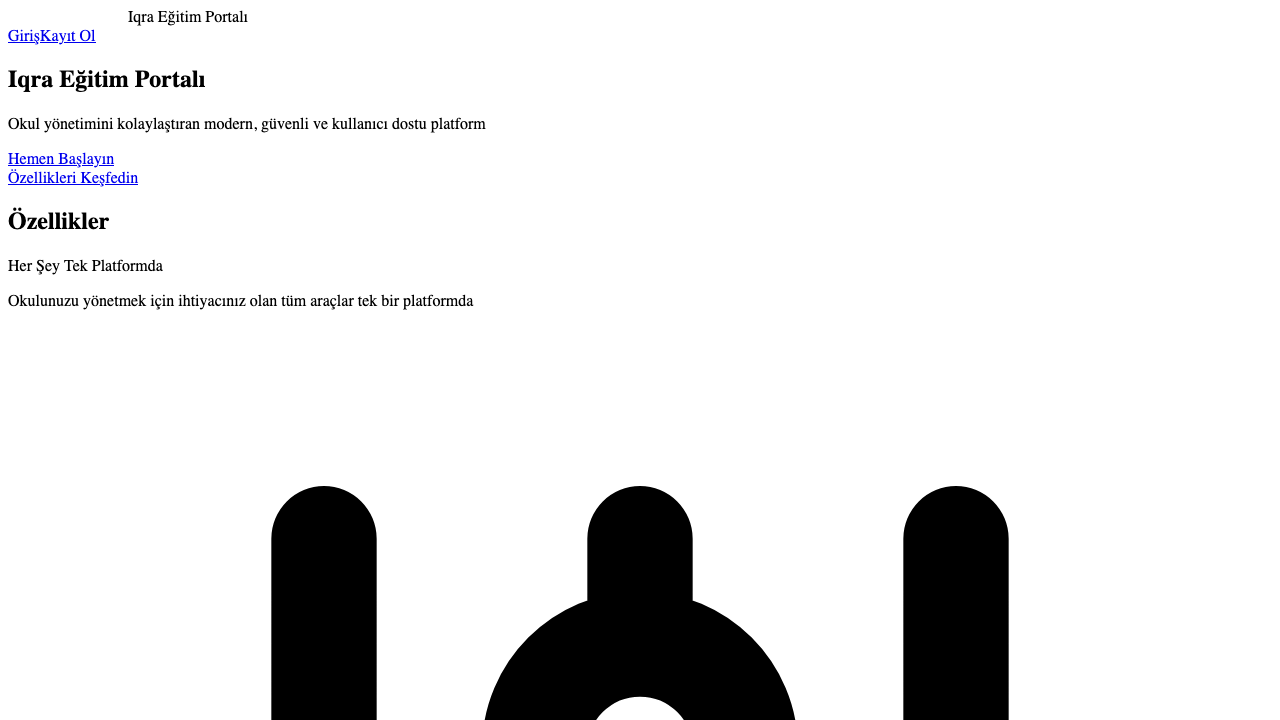 Iqra Eğitim Portalı
GirişKayıt Ol
Iqra Eğitim Portalı
Okul yönetimini kolaylaştıran modern, güvenli ve kullanıcı dostu platform
Hemen Başlayın
Özellikleri Keşfedin
Özellikler
Her Şey Tek Platformda
Okulunuzu yönetmek için ihtiyacınız olan tüm araçlar tek bir platformda